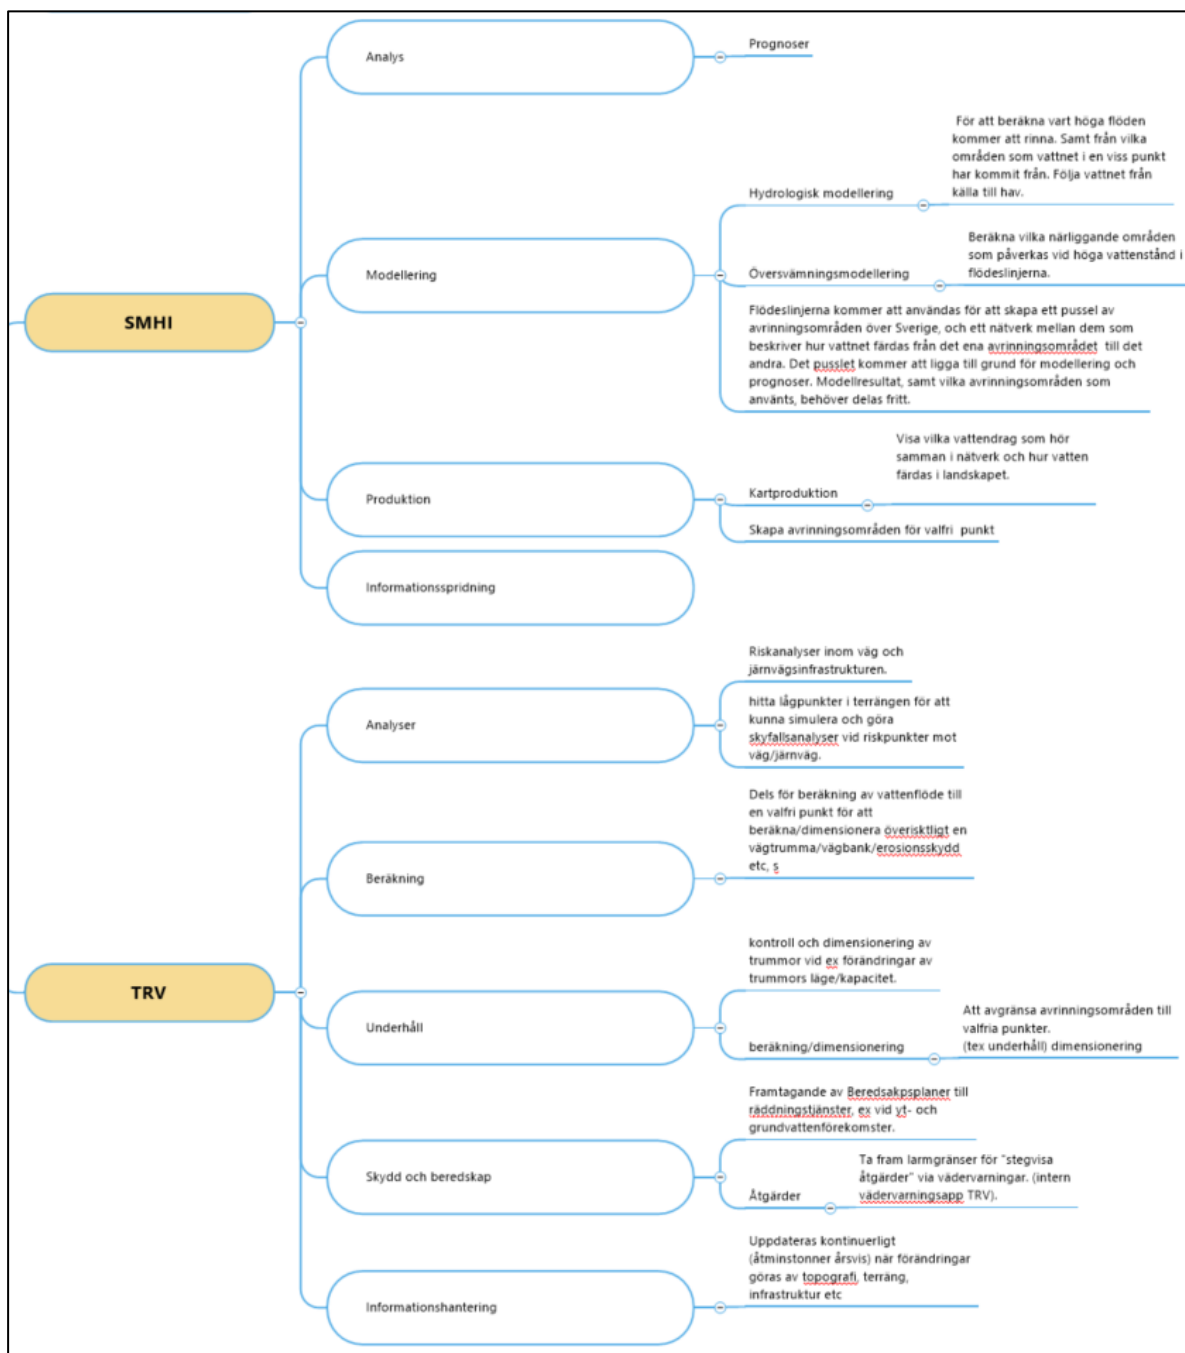 SMHI
Analys
Prognoser
Modellering
Hydrologisk modellering
För att beräkna vart höga flöden
kommer att rinna. Samt från vilka
områden som vattnet i en viss punkt
har kommit från. Följa vattnet från
källa till hav.
Översvämningsmodellering
Beräkna vilka närliggande områden
som påverkas vid höga vattenstånd i
flödeslinjerna.
Flödeslinjerna kommer att användas för att skapa ett pussel av
avrinningsområden över Sverige, och ett nätverk mellan dem som
beskriver hur vattnet färdas från det ena avrinningsområdet till det
andra. Det pusslet kommer att ligga till grund för modellering och
prognoser. Modellresultat, samt vilka avrinningsområden som
använts, behöver delas fritt.
Produktion
Kartproduktion
Visa vilka vattendrag som hör
samman i nätverk och hur vatten
färdas i landskapet.
Skapa avrinningsområden för valfri punkt
Informationsspridning
TRV
Analyser
Riskanalyser inom väg och
järnvägsinfrastrukturen.
hitta lågpunkter i terrängen för att
kunna simulera och göra
skyfallsanalyser vid riskpunkter mot
väg/järnväg.
Beräkning
Dels för beräkning av vattenflöde till
en valfri punkt för att
beräkna/dimensionera överisktligt en
vägtrumma/vägbank/erosionsskydd
etc, s
Underhåll
kontroll och dimensionering av
trummor vid ex förändringar av
trummors läge/kapacitet.
beräkning/dimensionering
Att avgränsa avrinningsområden till
valfria punkter.
(tex underhåll) dimensionering
Skydd och beredskap
Framtagande av Beredsakpsplaner till
räddningstjänster, ex vid yt- och
grundvattenförekomster.
Åtgärder
Ta fram larmgränser för "stegvisa
åtgärder" via vädervarningar. (intern
vädervarningsapp TRV).
Informationshantering
Uppdateras kontinuerligt
(åtminstonner årsvis) när förändringar
göras av topografi, terräng,
infrastruktur etc